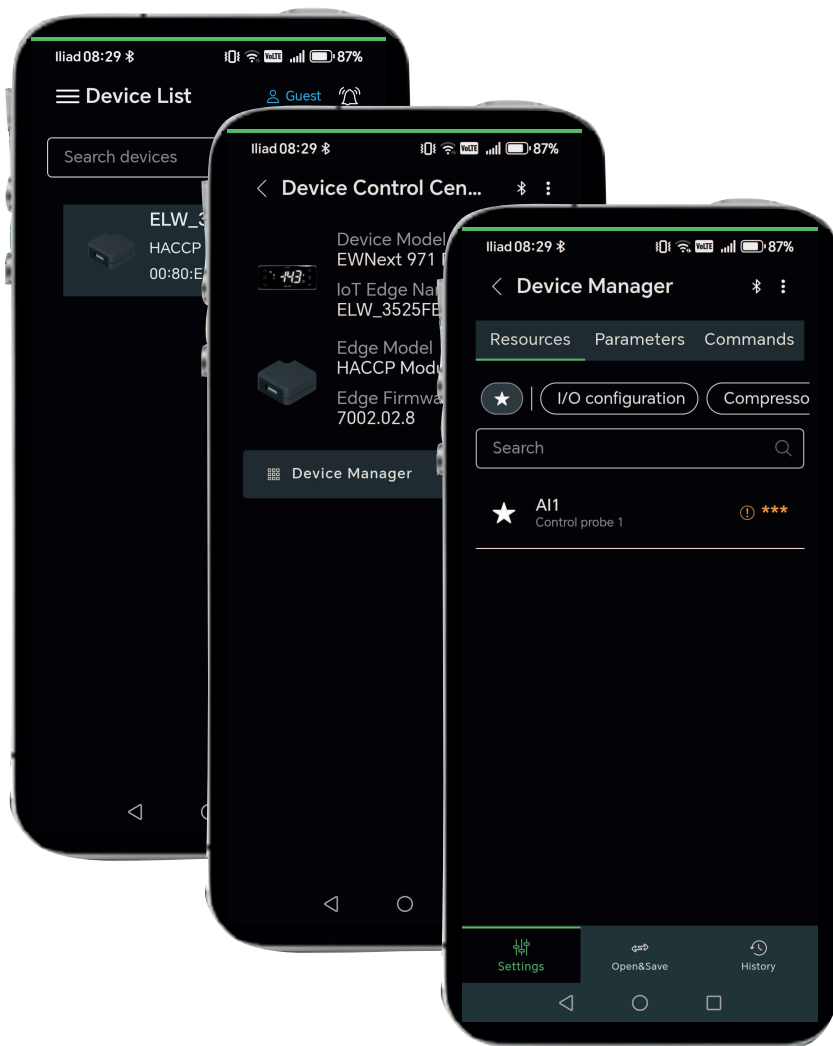 Iliad 08:29 VoLTE 87%
Device List Guest
Search devices
ELW_3
HACCP
00:80:E
Iliad 08:29 VoLTE 87%
Device Control Cen...
Device Model
EWNext 971
IoT Edge Na
ELW_3525FE
Edge Model
HACCP Modu
Edge Firmwa
7002.02.8
Device Manager
Iliad 08:29 VoLTE 87%
Device Manager
Resources Parameters Commands
I/O configuration Compresso
Search
AI1 ***
Control probe 1
Settings Open&Save History